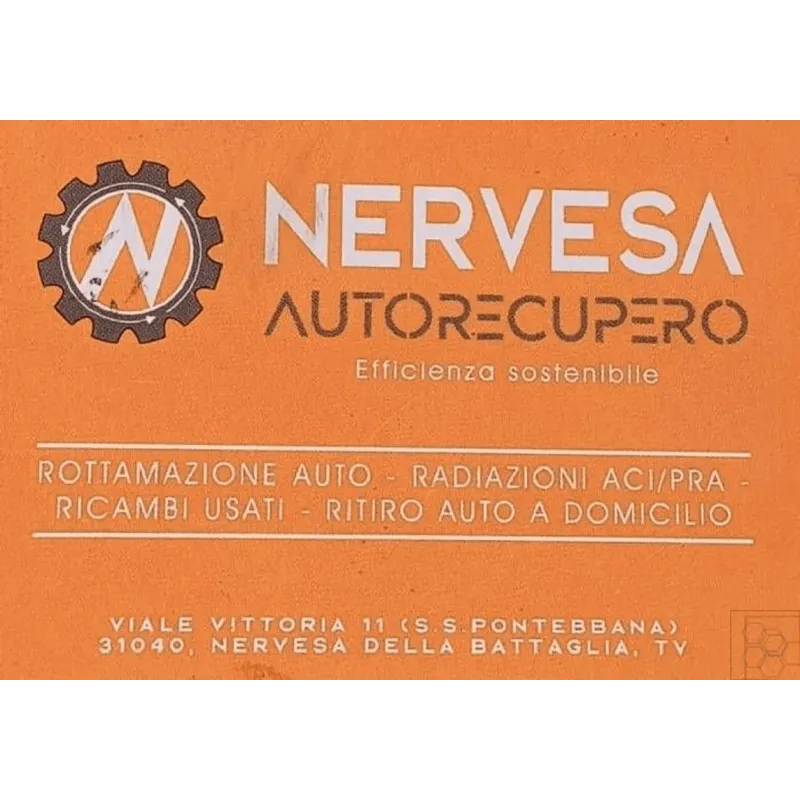 N
NERVESA
AUTORECUPERO
Efficienza sostenibile
ROTTAMAZIONE AUTO - RADIAZIONI ACI/PRA -
RICAMBI USATI - RITIRO AUTO A DOMICILIO
VIALE VITTORIA 11 (S.S.PONTEBBANA)
31040, NERVESA DELLA BATTAGLIA, TV